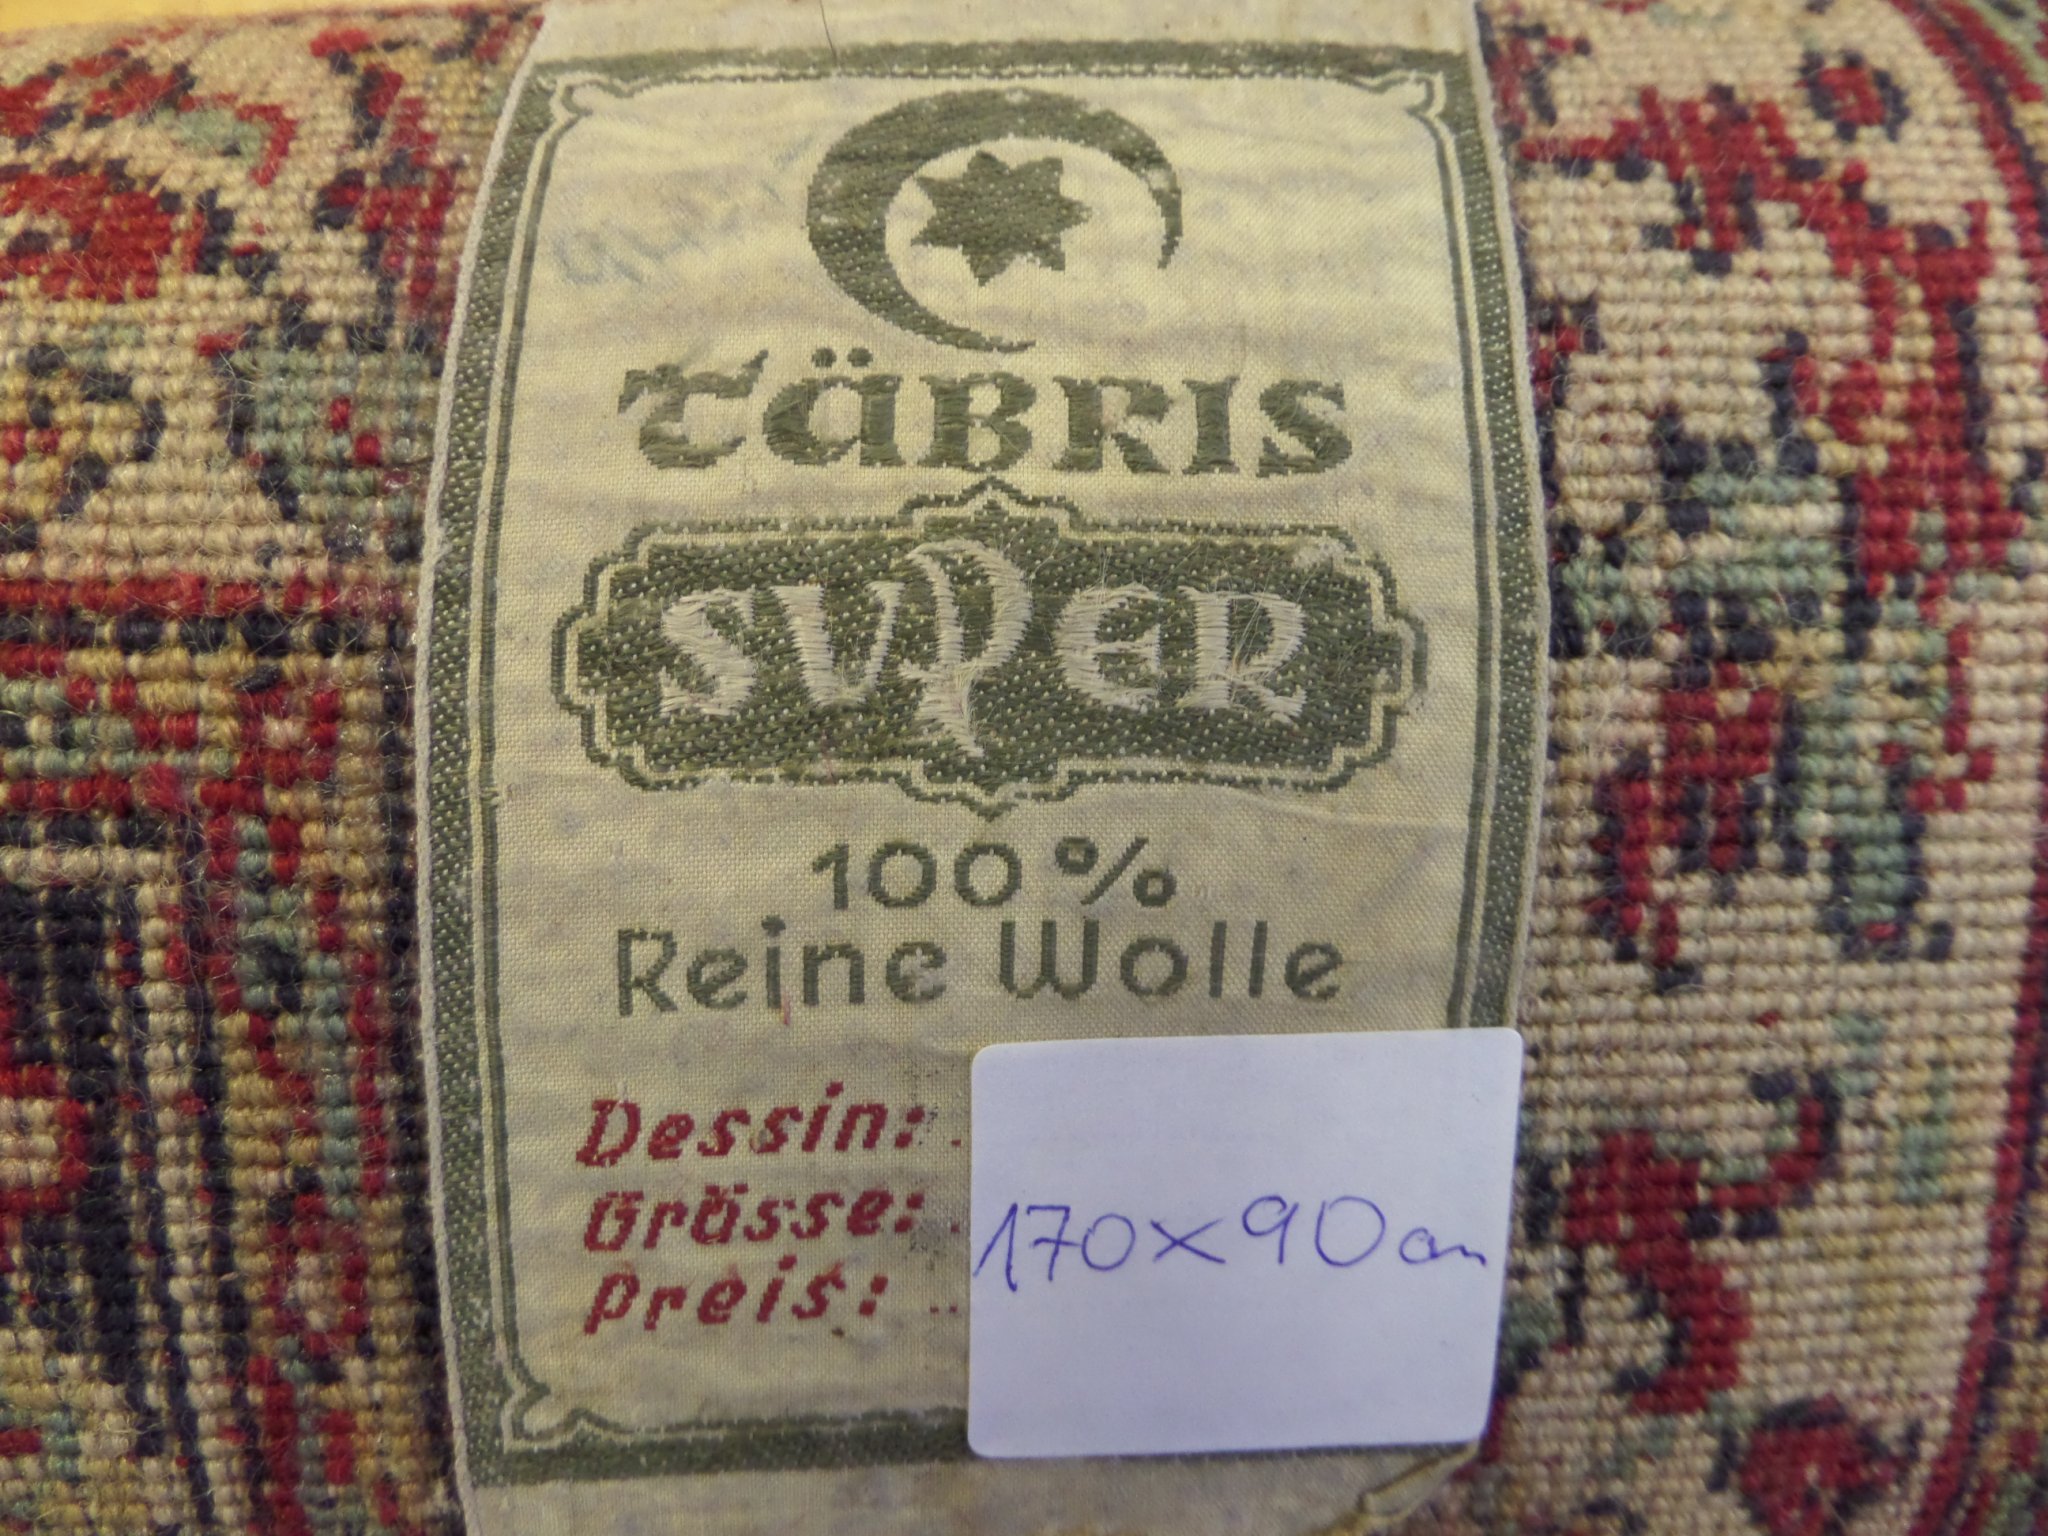 TÄBRIS
SUPER
100%
Reine Wolle
Dessin:
Grösse:
Preis:
170x90cm